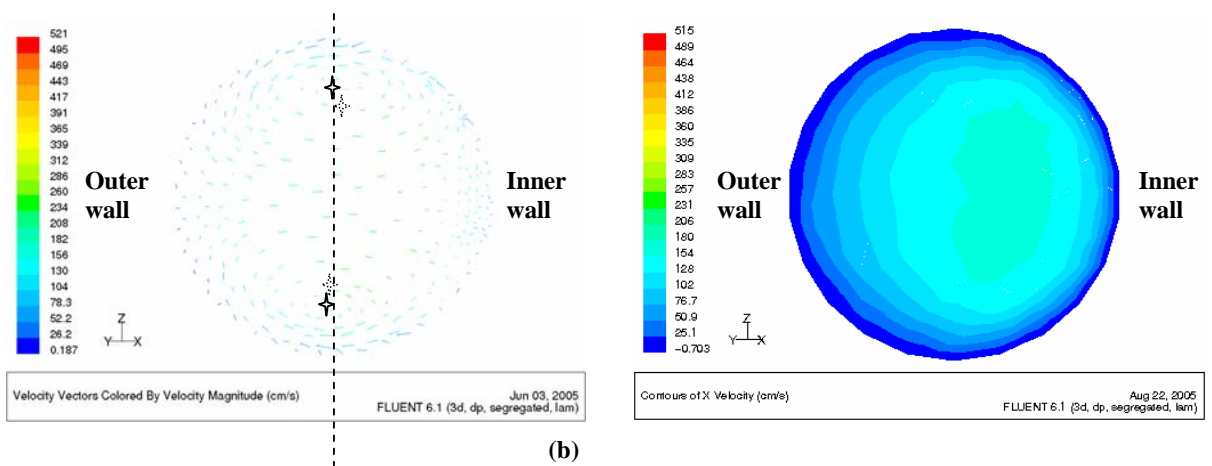 521
495
469
443
417
391
365
339
312
286
260
234
208
182
156
130
104
78.3
52.2
26.2
0.187
Outer
wall
Inner
wall
Z
Y X
Velocity Vectors Colored By Velocity Magnitude (cm/s)
Jun 03, 2005
FLUENT 6.1 (3d, dp, segregated, lam)
515
489
464
438
412
386
360
335
309
283
257
231
206
180
154
128
102
76.7
50.9
25.1
-0.703
Outer
wall
Inner
wall
Z
Y X
Contours of X Velocity (cm/s)
Aug 22, 2005
FLUENT 6.1 (3d, dp, segregated, lam)
(b)